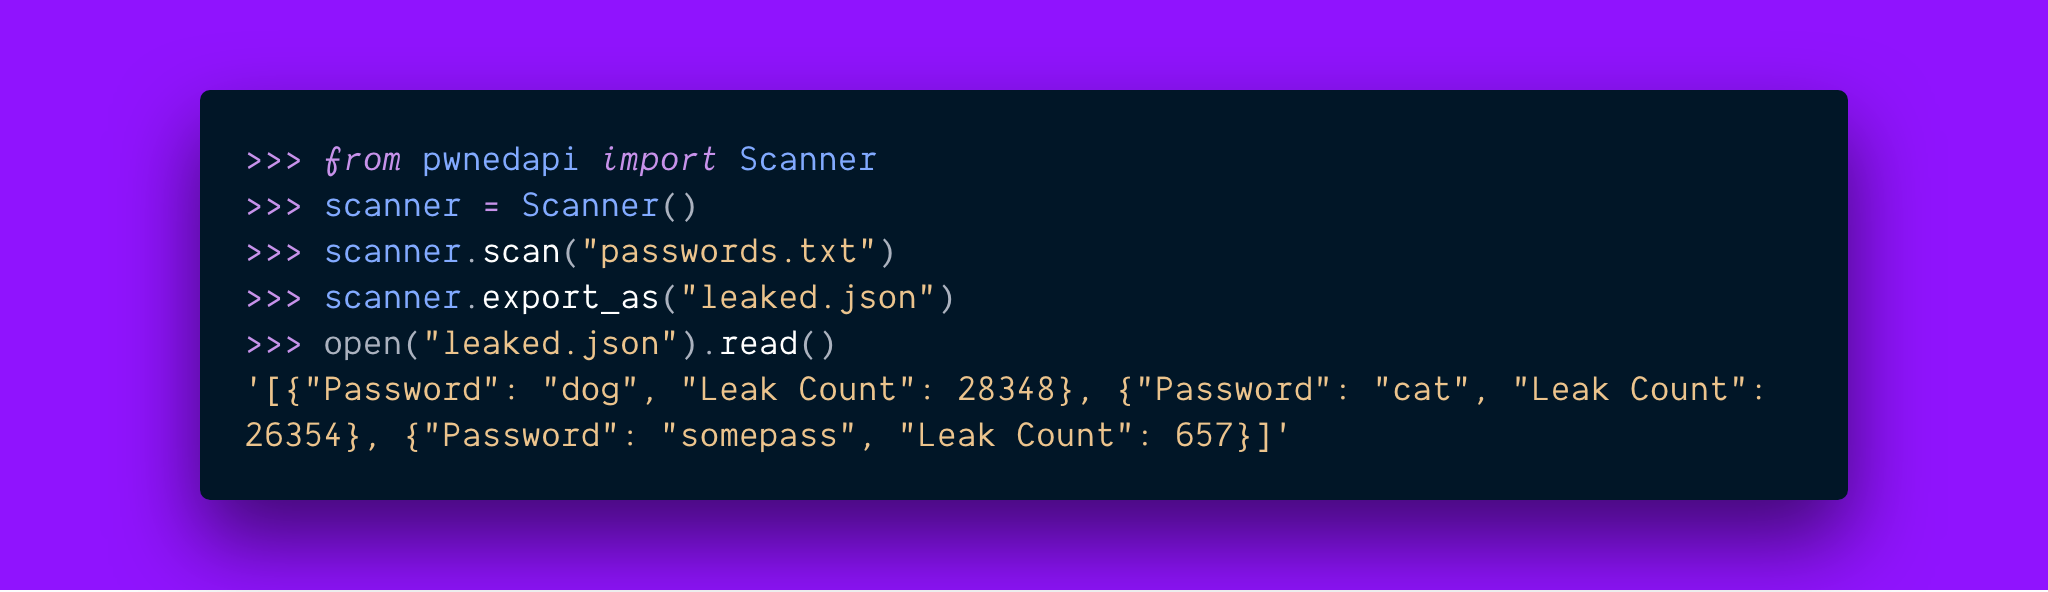 >>> from pwnedapi import Scanner
>>> scanner = Scanner()
>>> scanner.scan("passwords.txt")
>>> scanner.export_as("leaked.json")
>>> open("leaked.json").read()
'[{"Password": "dog", "Leak Count": 28348}, {"Password": "cat", "Leak Count":
26354}, {"Password": "somepass", "Leak Count": 657}]'